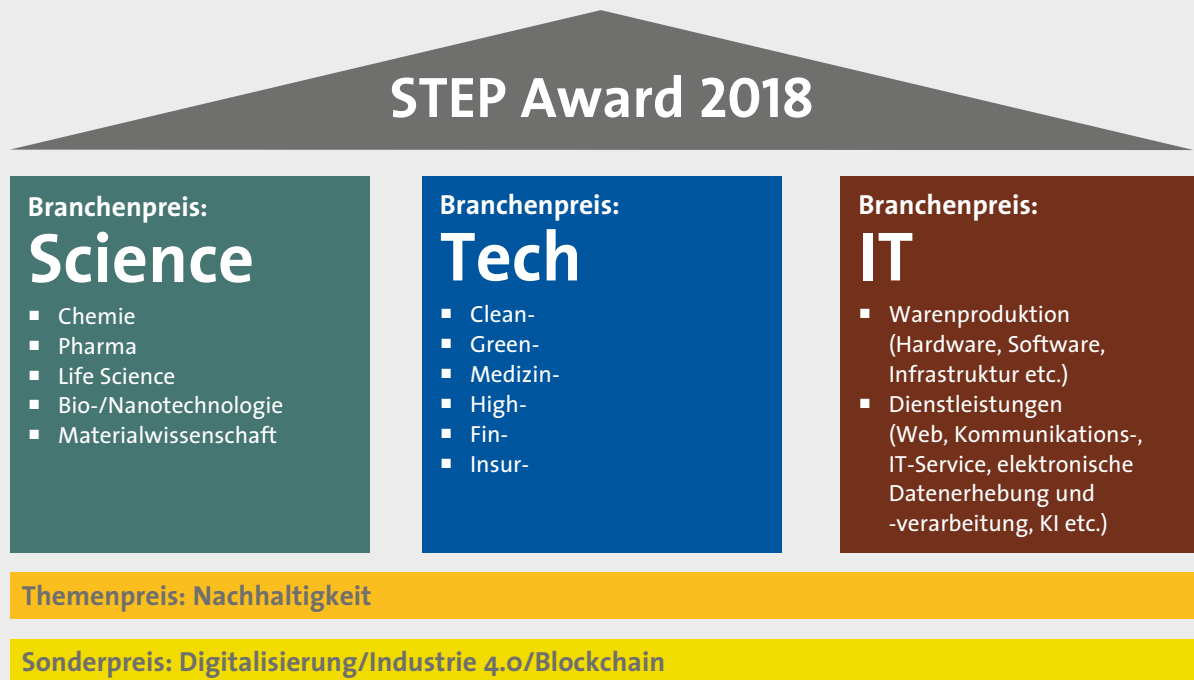 STEP Award 2018
Branchenpreis:
Science
▪ Chemie
▪ Pharma
▪ Life Science
▪ Bio-/Nanotechnologie
▪ Materialwissenschaft
Branchenpreis:
Tech
▪ Clean-
▪ Green-
▪ Medizin-
▪ High-
▪ Fin-
▪ Insur-
Branchenpreis:
IT
▪ Warenproduktion
(Hardware, Software,
Infrastruktur etc.)
▪ Dienstleistungen
(Web, Kommunikations-,
IT-Service, elektronische
Datenerhebung und
-verarbeitung, KI etc.)
Themenpreis: Nachhaltigkeit
Sonderpreis: Digitalisierung/Industrie 4.0/Blockchain